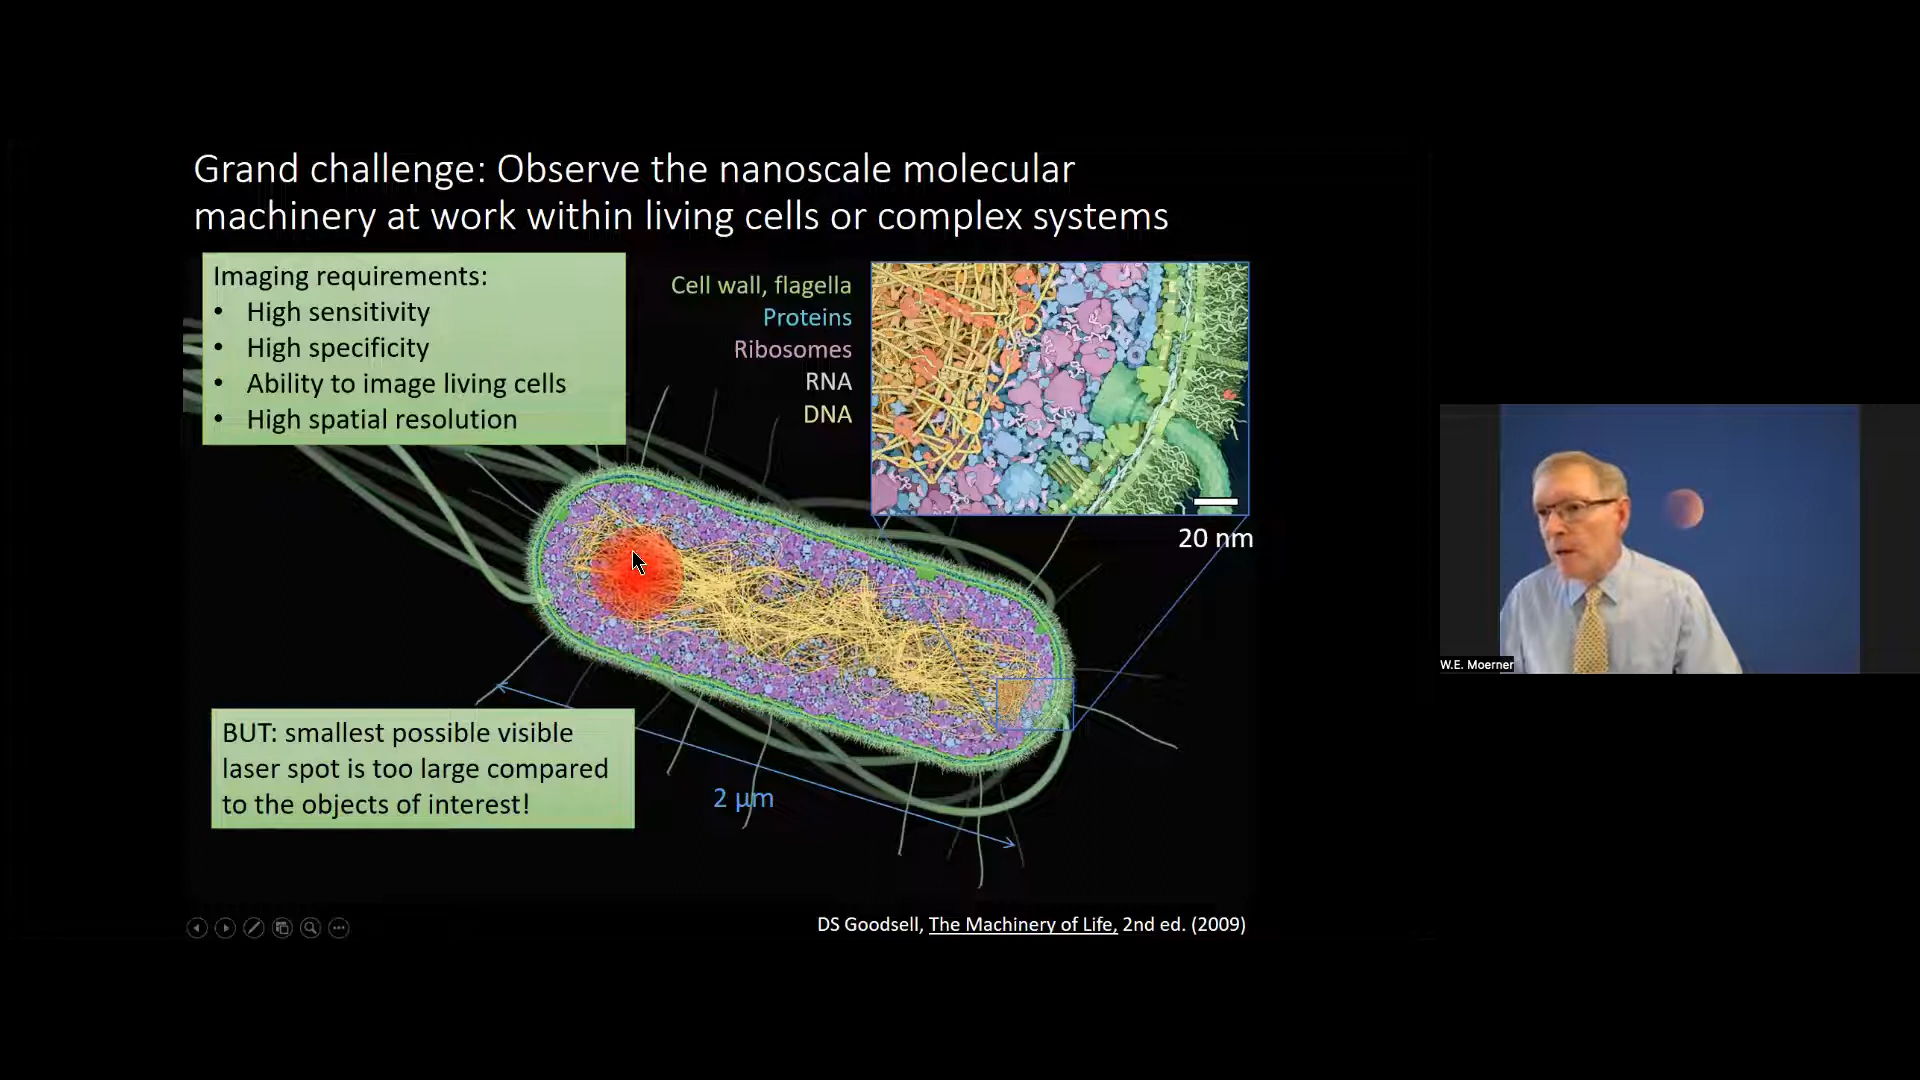 Grand challenge: Observe the nanoscale molecular
machinery at work within living cells or complex systems
Imaging requirements:
• High sensitivity
• High specificity
• Ability to image living cells
• High spatial resolution
Cell wall, flagella
Proteins
Ribosomes
RNA
DNA
20 nm
W.E. Moerner
BUT: smallest possible visible
laser spot is too large compared
to the objects of interest!
2 μm
DS Goodsell, The Machinery of Life, 2nd ed. (2009)